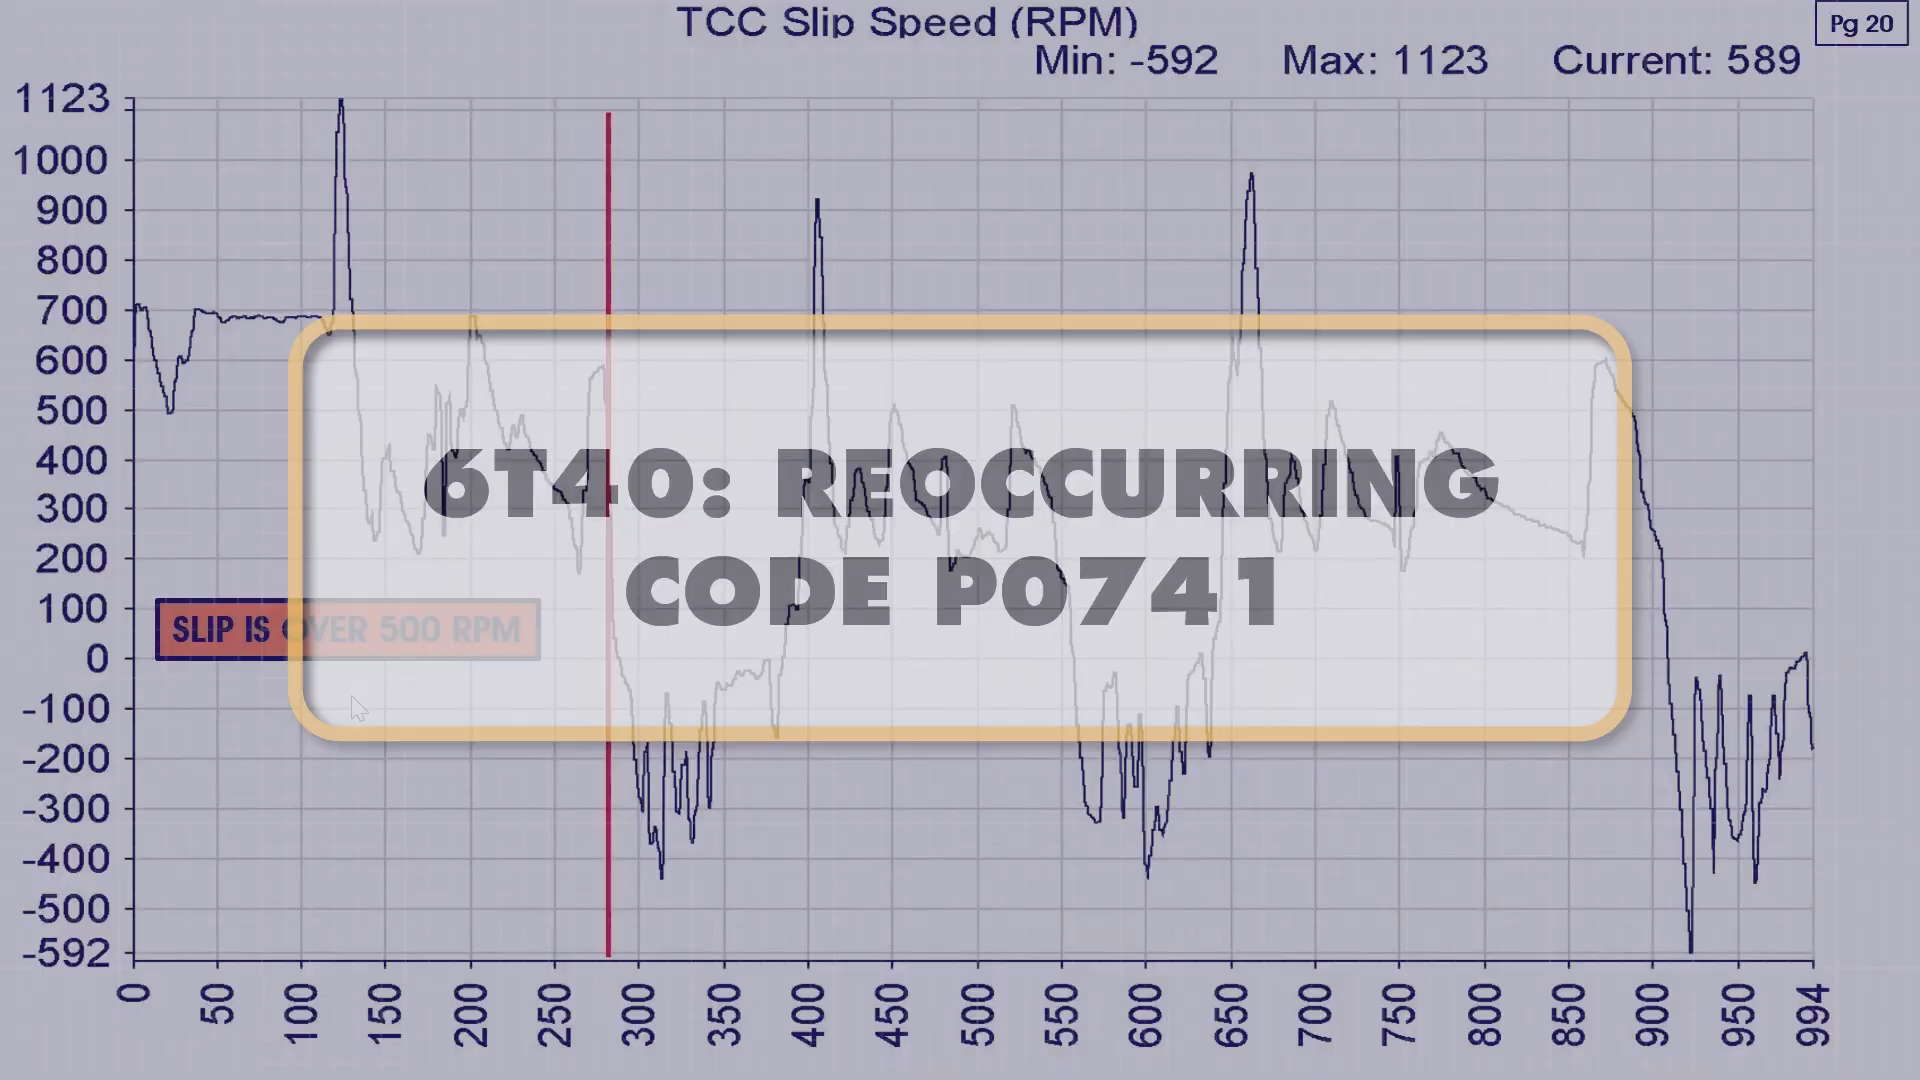 TCC Slip Speed (RPM)
Pg 20
Min: -592 Max: 1123 Current: 589
1123
1000
900
800
700
600
500
400
300
200
100
0
-100
-200
-300
-400
-500
-592
6T40: REOCCURRING
CODE P0741
SLIP IS OVER 500 RPM
0 50 100 150 200 250 300 350 400 450 500 550 600 650 700 750 800 850 900 950 994